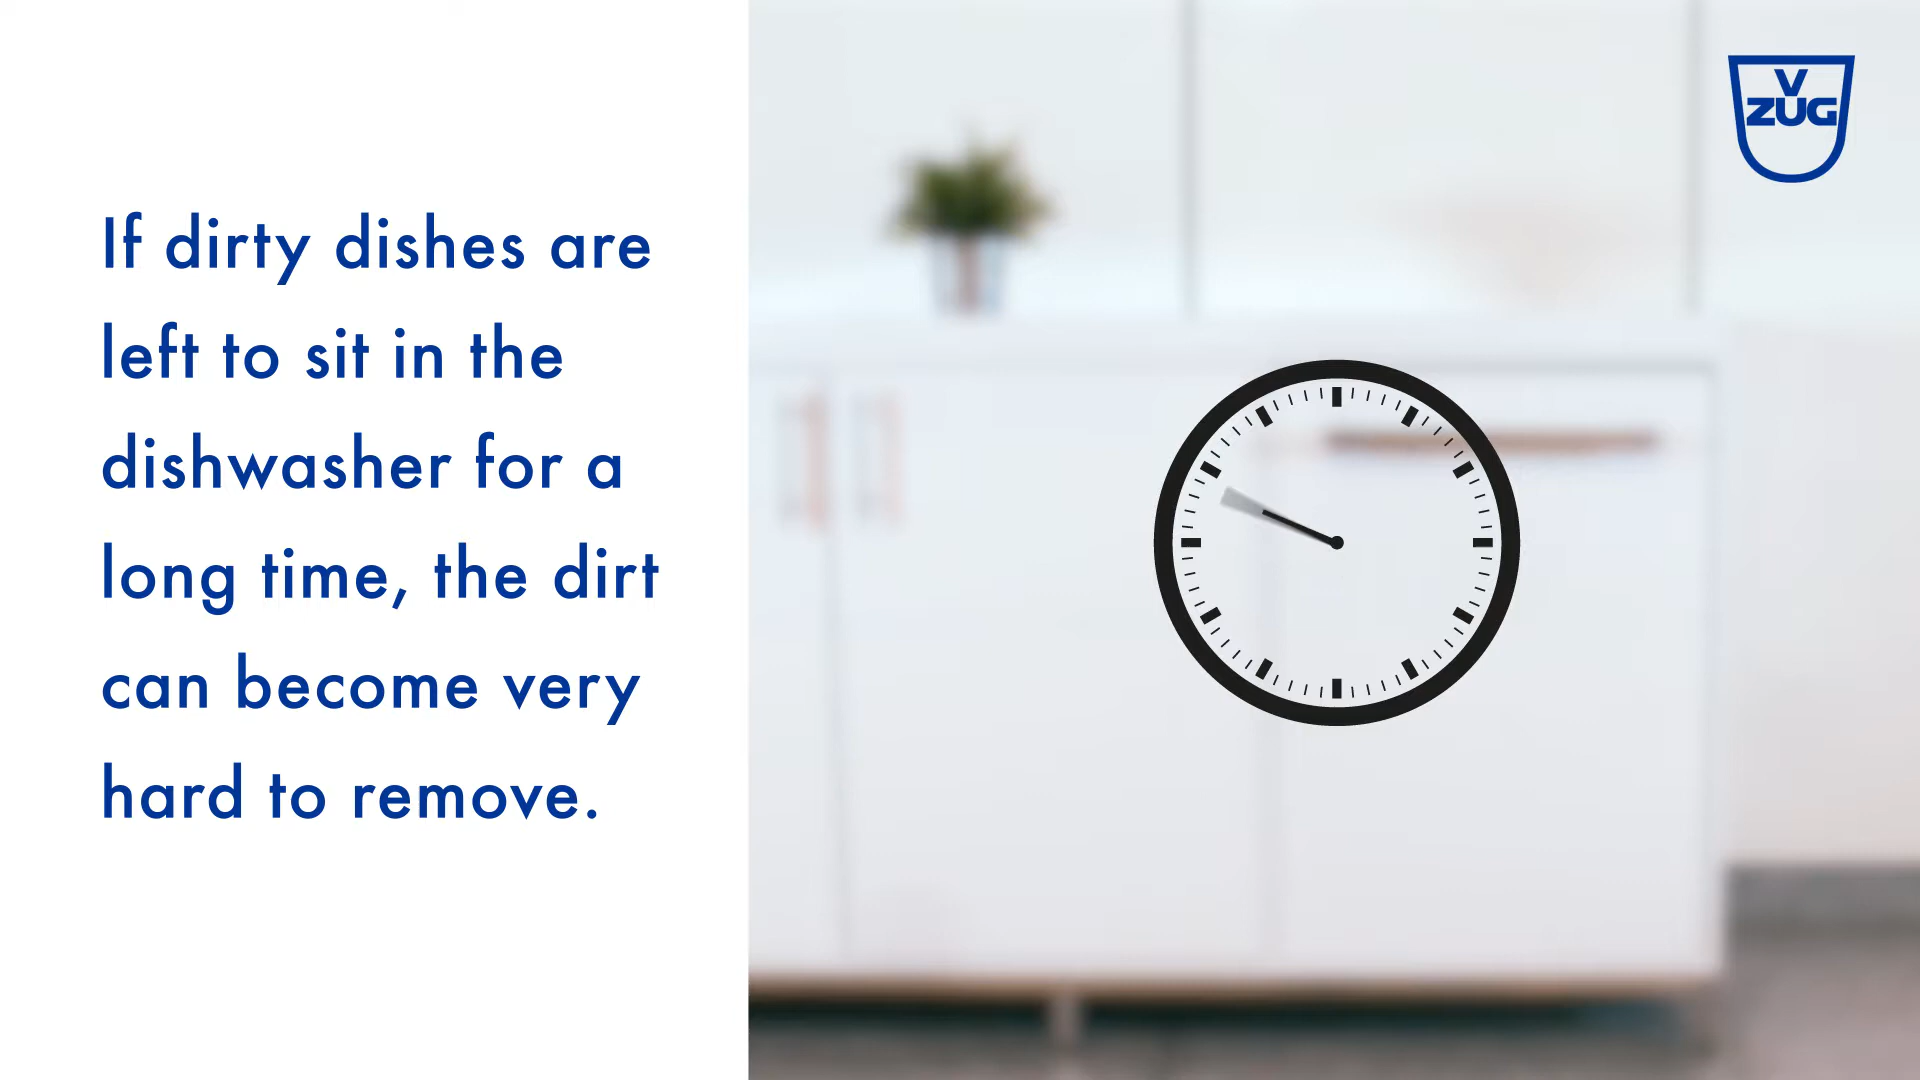 If dirty dishes are
left to sit in the
dishwasher for a
long time, the dirt
can become very
hard to remove.
V
ZUG